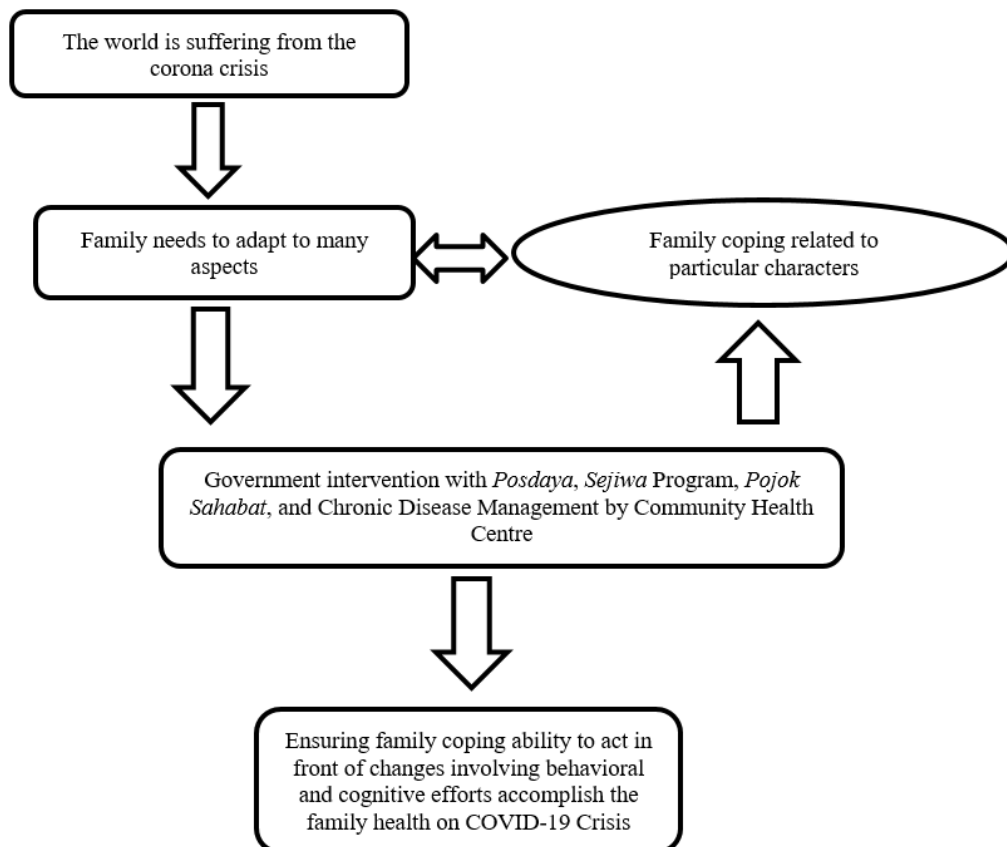 The world is suffering from the
corona crisis
Family needs to adapt to many
aspects
Family coping related to
particular characters
Government intervention with Posdaya, Sejiwa Program, Pojok
Sahabat, and Chronic Disease Management by Community Health
Centre
Ensuring family coping ability to act in
front of changes involving behavioral
and cognitive efforts accomplish the
family health on COVID-19 Crisis